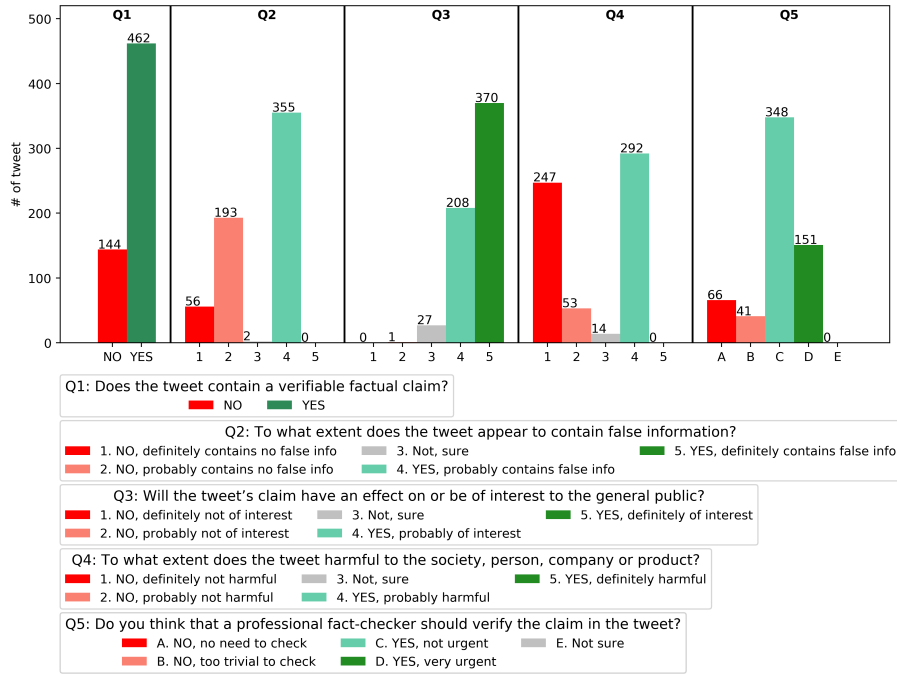 Q1 Q2 Q3 Q4 Q5
500
400
300
200
100
0
# of tweet
144 462 56 193 2 355 0 0 1 27 208 370 247 53 14 292 0 66 41 348 151 0
NO YES 1 2 3 4 5 1 2 3 4 5 1 2 3 4 5 A B C D E
Q1: Does the tweet contain a verifiable factual claim?
NO YES
Q2: To what extent does the tweet appear to contain false information?
1. NO, definitely contains no false info 3. Not, sure 5. YES, definitely contains false info
2. NO, probably contains no false info 4. YES, probably contains false info
Q3: Will the tweet’s claim have an effect on or be of interest to the general public?
1. NO, definitely not of interest 3. Not, sure 5. YES, definitely of interest
2. NO, probably not of interest 4. YES, probably of interest
Q4: To what extent does the tweet harmful to the society, person, company or product?
1. NO, definitely not harmful 3. Not, sure 5. YES, definitely harmful
2. NO, probably not harmful 4. YES, probably harmful
Q5: Do you think that a professional fact-checker should verify the claim in the tweet?
A. NO, no need to check C. YES, not urgent E. Not sure
B. NO, too trivial to check D. YES, very urgent